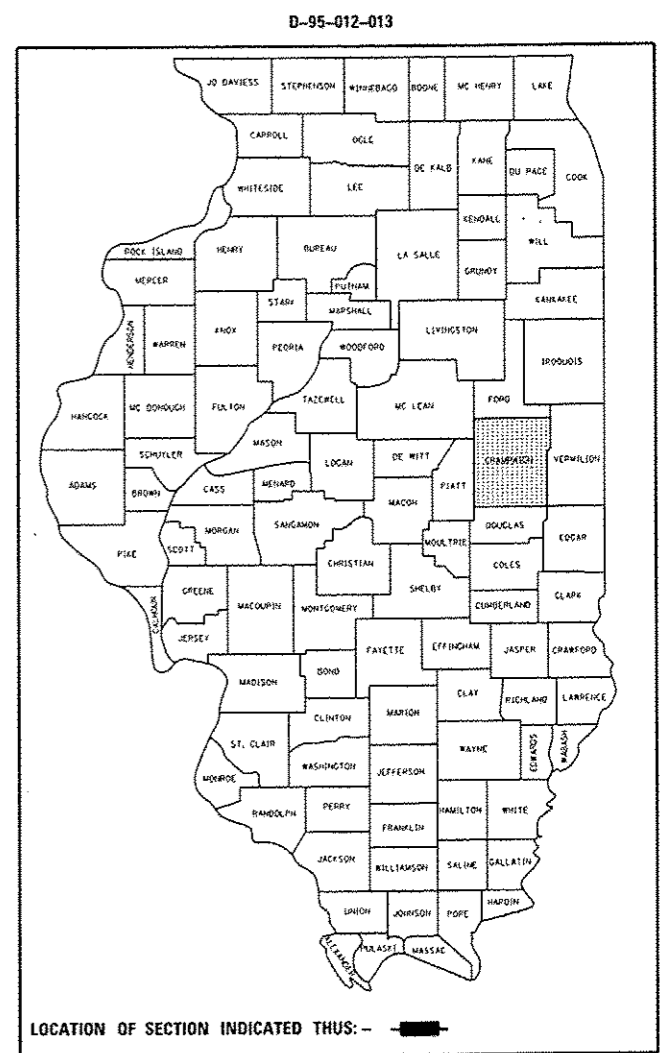 D-95-012-013
JO DAVIESS STEPHENSON WINNEBAGO BOONE MC HENRY LAKE
CARROLL OGLE
DE KALB KANE DU PAGE COOK
WHITESIDE LEE
KENDALL
ROCK ISLAND HENRY BUREAU LA SALLE WILL
MERCER PUTNAM GRUNDY
STARK MARSHALL KANKAKEE
HENDERSON WARREN KNOX PEORIA WOODFORD LIVINGSTON IROQUOIS
HANCOCK MC DONOUGH FULTON TAZEWELL MC LEAN FORD
MASON
SCHUYLER LOGAN DE WITT CHAMPAIGN VERMILION
ADAMS BROWN CASS MENARD PIATT
MACON
MORGAN SANGAMON DOUGLAS
PIKE SCOTT CHRISTIAN MOULTRIE EDGAR
COLES
GREENE SHELBY
CALHOUN MACOUPIN MONTGOMERY CUMBERLAND CLARK
JERSEY
FAYETTE EFFINGHAM JASPER CRAWFORD
MADISON BOND
CLAY RICHLAND LAWRENCE
CLINTON MARION
ST. CLAIR WAYNE EDWARDS WABASH
WASHINGTON JEFFERSON
MONROE
RANDOLPH PERRY HAMILTON WHITE
FRANKLIN
JACKSON WILLIAMSON SALINE GALLATIN
UNION JOHNSON POPE HARDIN
ALEXANDER PULASKI MASSAC
LOCATION OF SECTION INDICATED THUS: -